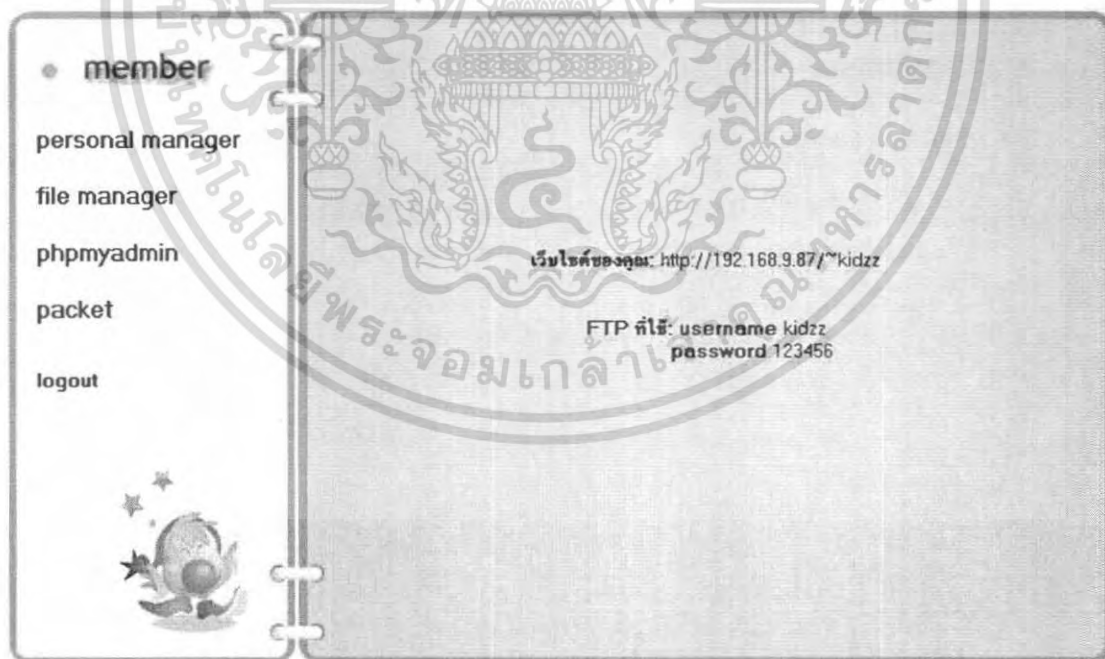 member
personal manager
file manager
phpmyadmin
packet
logout
เว็บไซต์ของคุณ: http://192.168.9.87/~kidzz
FTP ที่ใช้: username kidzz
password 123456